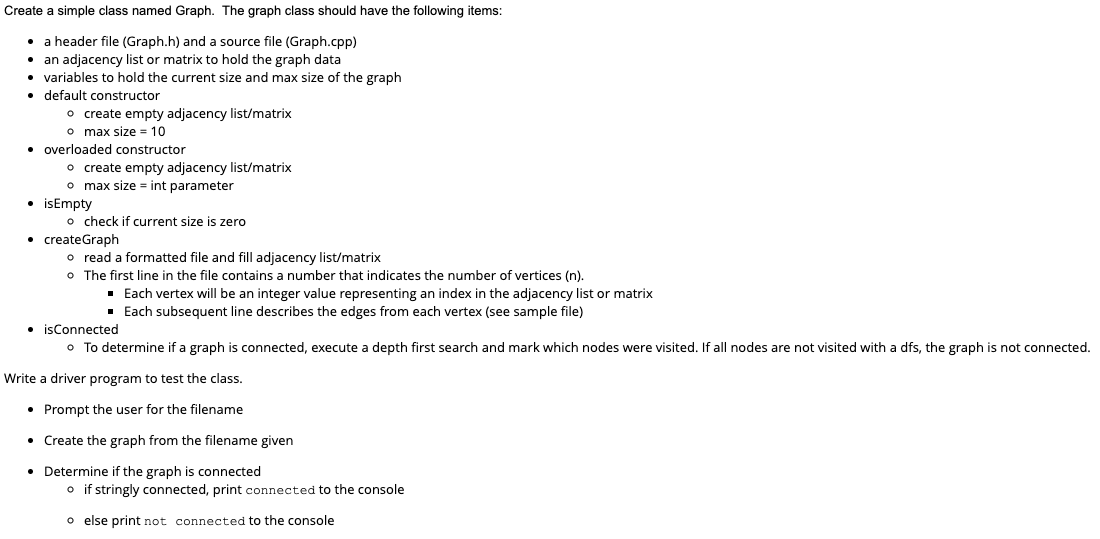 Create a simple class named Graph.  The graph class should have the following items:
• a header file (Graph.h) and a source file (Graph.cpp)
• an adjacency list or matrix to hold the graph data
• variables to hold the current size and max size of the graph
• default constructor
o create empty adjacency list/matrix
o max size = 10
• overloaded constructor
o create empty adjacency list/matrix
o max size = int parameter
• isEmpty
o check if current size is zero
• createGraph
o read a formatted file and fill adjacency list/matrix
o The first line in the file contains a number that indicates the number of vertices (n).
▪ Each vertex will be an integer value representing an index in the adjacency list or matrix
▪ Each subsequent line describes the edges from each vertex (see sample file)
• isConnected
o To determine if a graph is connected, execute a depth first search and mark which nodes were visited. If all nodes are not visited with a dfs, the graph is not connected.
Write a driver program to test the class.
• Prompt the user for the filename
• Create the graph from the filename given
• Determine if the graph is connected
o if stringly connected, print connected to the console
o else print not connected to the console